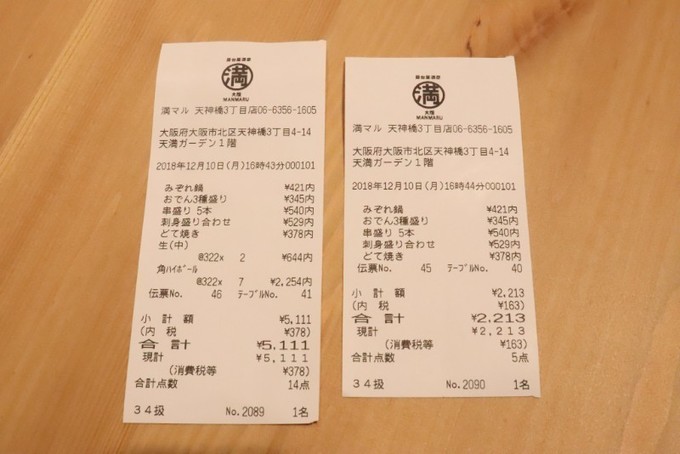 屋台居酒屋
満
大阪
MANMARU
満マル 天神橋3丁目店06-6356-1605
大阪府大阪市北区天神橋3丁目4-14
天満ガーデン1階
2018年12月10日(月)16時43分000101
みぞれ鍋 ¥421内
おでん3種盛り ¥345内
串盛り 5本 ¥540内
刺身盛り合わせ ¥529内
どて焼き ¥378内
生(中)
@322x 2 ¥644内
角ハイボール
@322x 7 ¥2,254内
伝票No. 46 テーブルNo. 41
小 計 額 ¥5,111
(内 税 ¥378)
合 計 ¥5,111
現計 ¥5,111
(消費税等 ¥378)
合計点数 14点
34扱 No.2089 1名
屋台居酒屋
満
大阪
MANMARU
満マル 天神橋3丁目店06-6356-1605
大阪府大阪市北区天神橋3丁目4-14
天満ガーデン1階
2018年12月10日(月)16時44分000101
みぞれ鍋 ¥421内
おでん3種盛り ¥345内
串盛り 5本 ¥540内
刺身盛り合わせ ¥529内
どて焼き ¥378内
伝票No. 45 テーブルNo. 40
小 計 額 ¥2,213
(内 税 ¥163)
合 計 ¥2,213
現計 ¥2,213
(消費税等 ¥163)
合計点数 5点
34扱 No.2090 1名